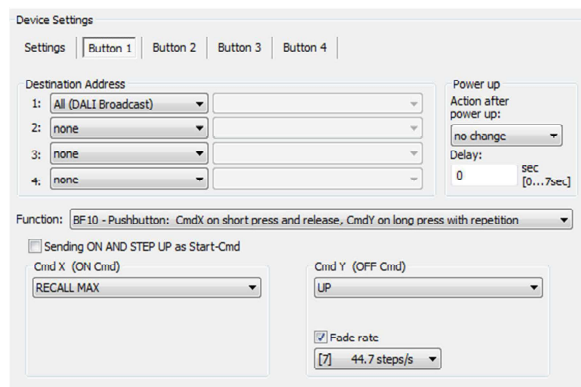 Device Settings
Settings Button 1 Button 2 Button 3 Button 4
Destination Address
1: All (DALI Broadcast)
2: none
3: none
4: none
Power up
Action after
power up:
no change
Delay:
0 sec
[0...7sec]
Function: BF10 - Pushbutton: CmdX on short press and release, CmdY on long press with repetition
Sending ON AND STEP UP as Start-Cmd
Cmd X (ON Cmd)
RECALL MAX
Cmd Y (OFF Cmd)
UP
Fade rate
[7] 44.7 steps/s